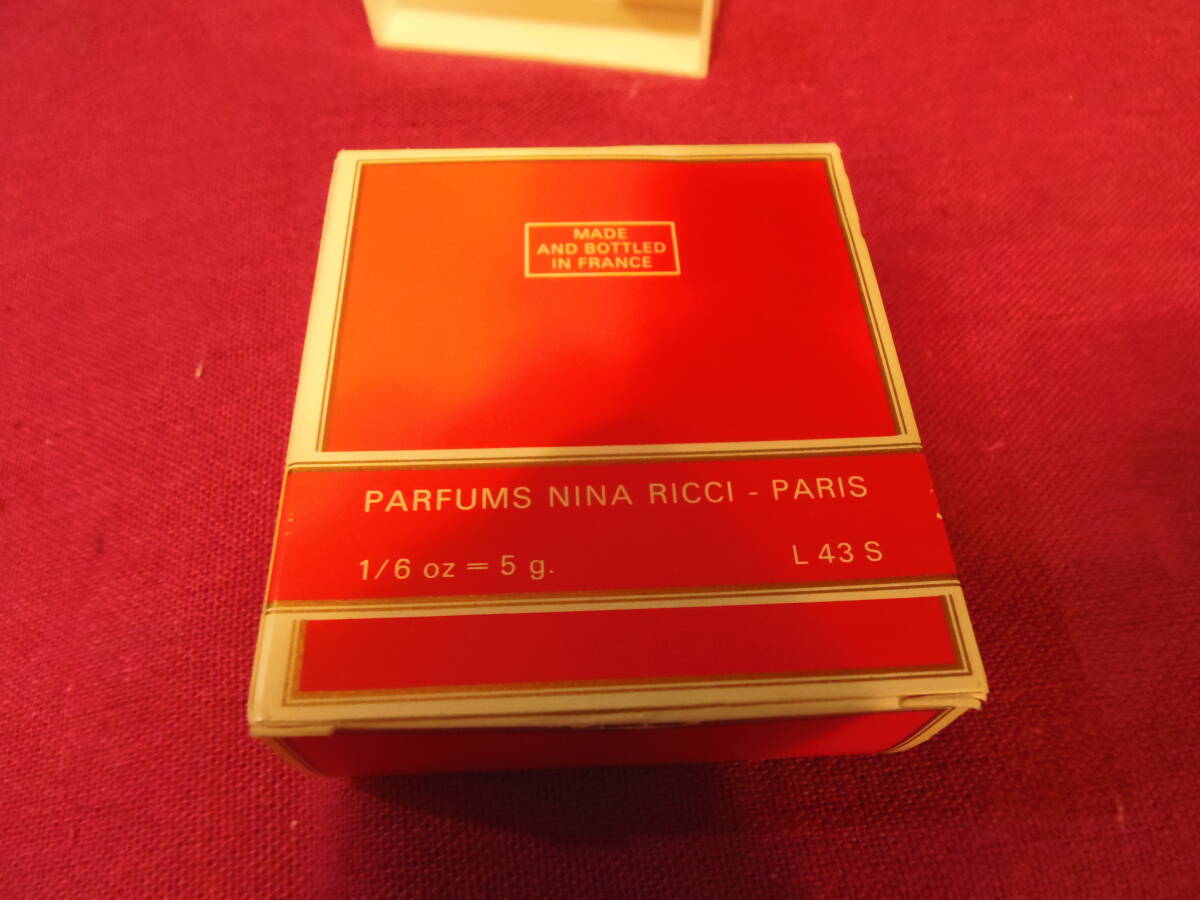 MADE
AND BOTTLED
IN FRANCE
PARFUMS NINA RICCI - PARIS
1/6 oz = 5 g. L 43 S